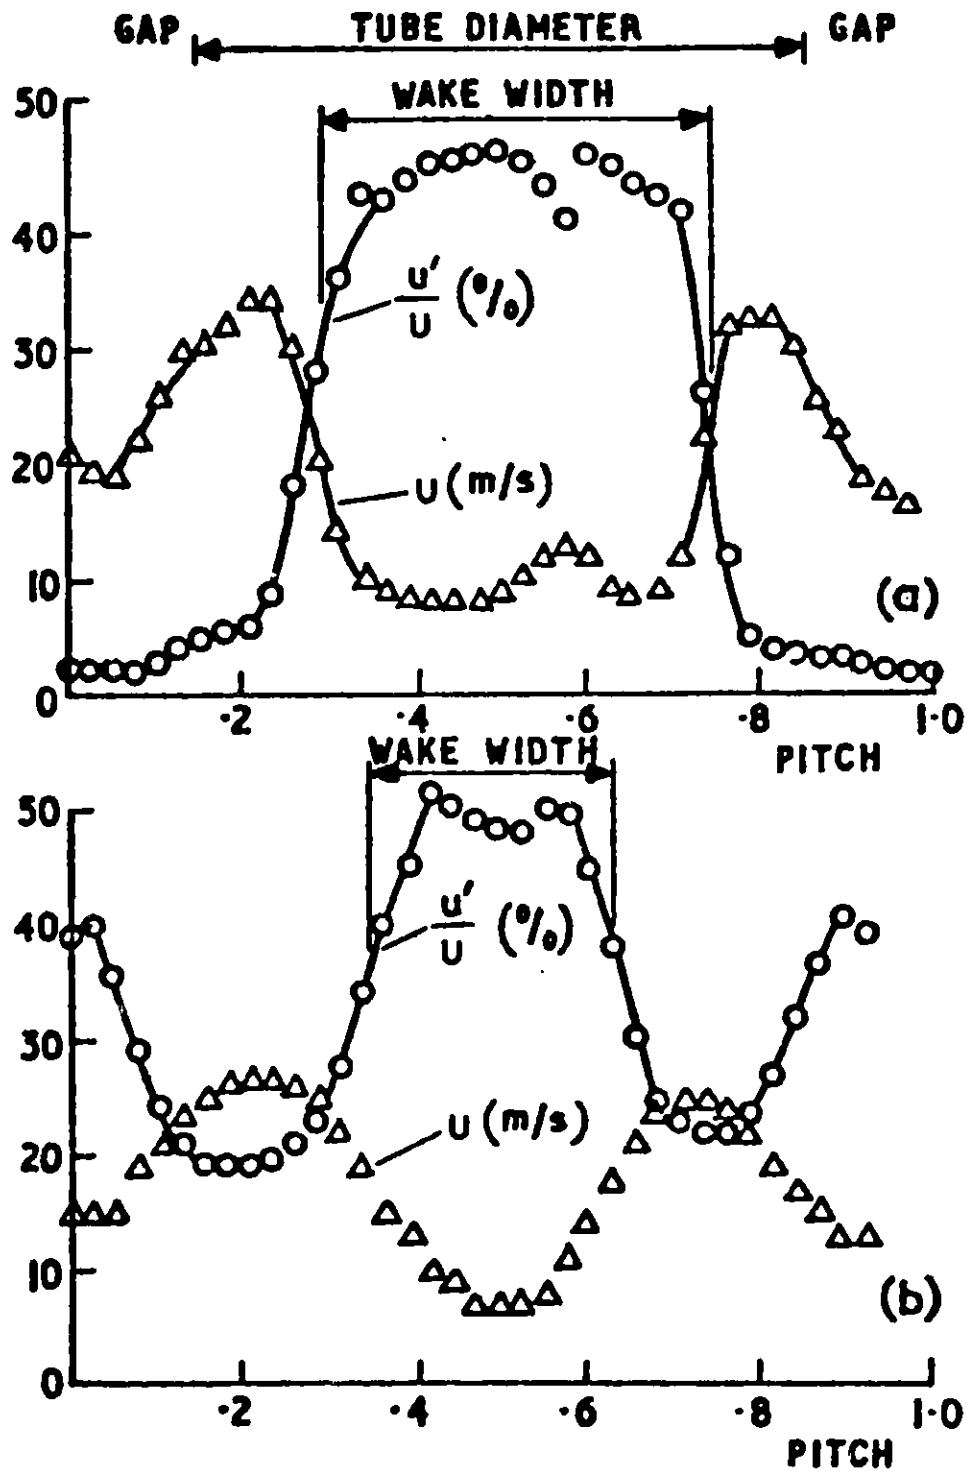 GAP TUBE DIAMETER GAP
WAKE WIDTH
50
40
30
20
10
0
u'/U (%)
U (m/s)
(a)
·2 ·4 ·6 ·8 1·0
PITCH
WAKE WIDTH
50
40
30
20
10
0
u'/U (%)
U (m/s)
(b)
·2 ·4 ·6 ·8 1·0
PITCH